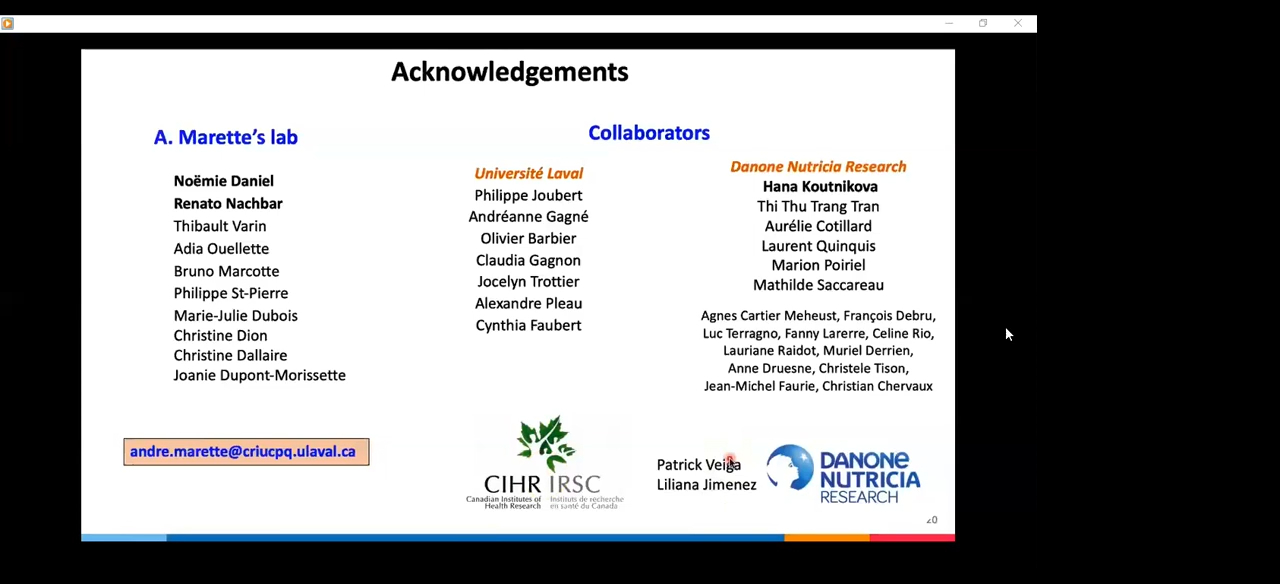 Acknowledgements
A. Marette's lab
Noëmie Daniel
Renato Nachbar
Thibault Varin
Adia Ouellette
Bruno Marcotte
Philippe St-Pierre
Marie-Julie Dubois
Christine Dion
Christine Dallaire
Joanie Dupont-Morissette
andre.marette@criucpq.ulaval.ca
Collaborators
Université Laval
Philippe Joubert
Andréanne Gagné
Olivier Barbier
Claudia Gagnon
Jocelyn Trottier
Alexandre Pleau
Cynthia Faubert
Danone Nutricia Research
Hana Koutnikova
Thi Thu Trang Tran
Aurélie Cotillard
Laurent Quinquis
Marion Poiriel
Mathilde Saccareau
Agnes Cartier Meheust, François Debru,
Luc Terragno, Fanny Larerre, Celine Rio,
Lauriane Raidot, Muriel Derrien,
Anne Druesne, Christele Tison,
Jean-Michel Faurie, Christian Chervaux
CIHR IRSC
Canadian Institutes of Health Research
Instituts de recherche en santé du Canada
Patrick Veiga
Liliana Jimenez
DANONE
NUTRICIA
RESEARCH
20